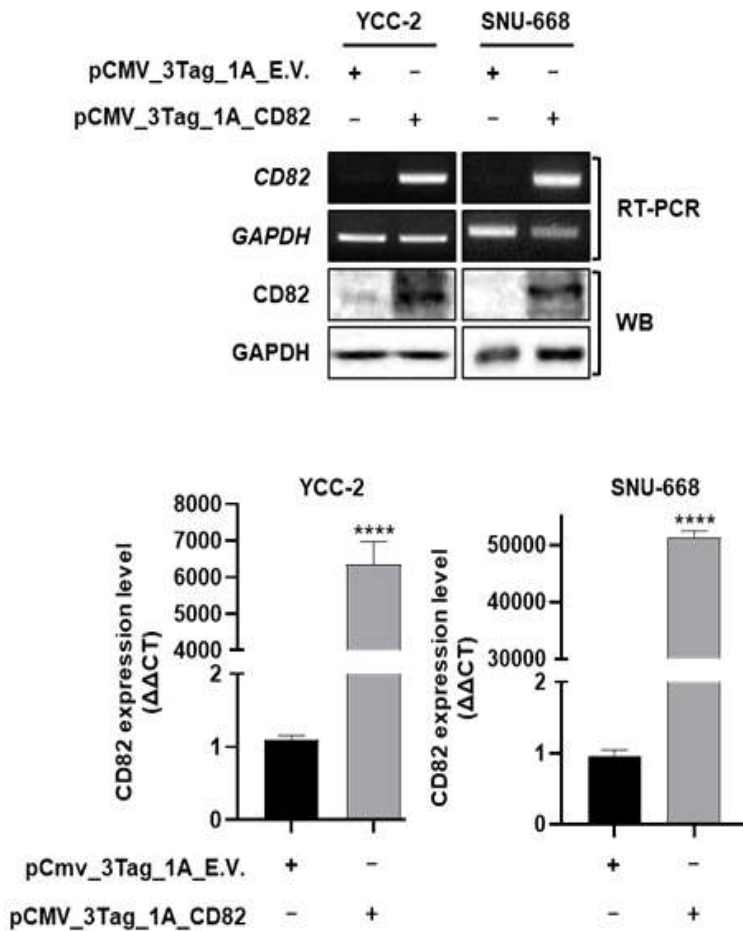 YCC-2 SNU-668
pCMV_3Tag_1A_E.V. + − + −
pCMV_3Tag_1A_CD82 − + − +
CD82
GAPDH
RT-PCR
CD82
GAPDH
WB
YCC-2
CD82 expression level
(ΔΔCT)
8000
7000
6000
5000
4000
2
1
0
****
SNU-668
CD82 expression level
(ΔΔCT)
50000
40000
30000
2
1
0
****
pCmv_3Tag_1A_E.V. + − + −
pCMV_3Tag_1A_CD82 − + − +